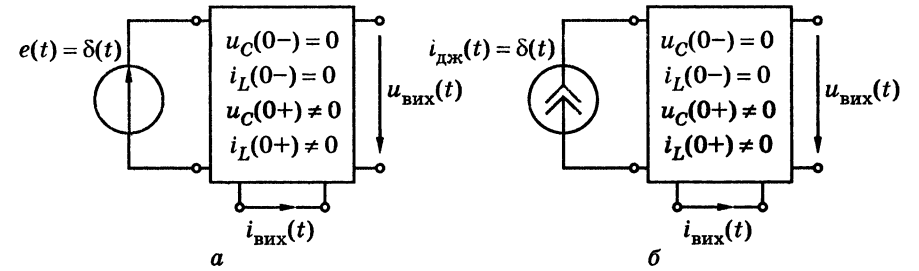 e(t) = δ(t)
u_C(0−) = 0
i_L(0−) = 0
u_C(0+) ≠ 0
i_L(0+) ≠ 0
u_вих(t)
i_вих(t)
а
i_дж(t) = δ(t)
u_C(0−) = 0
i_L(0−) = 0
u_C(0+) ≠ 0
i_L(0+) ≠ 0
u_вих(t)
i_вих(t)
б